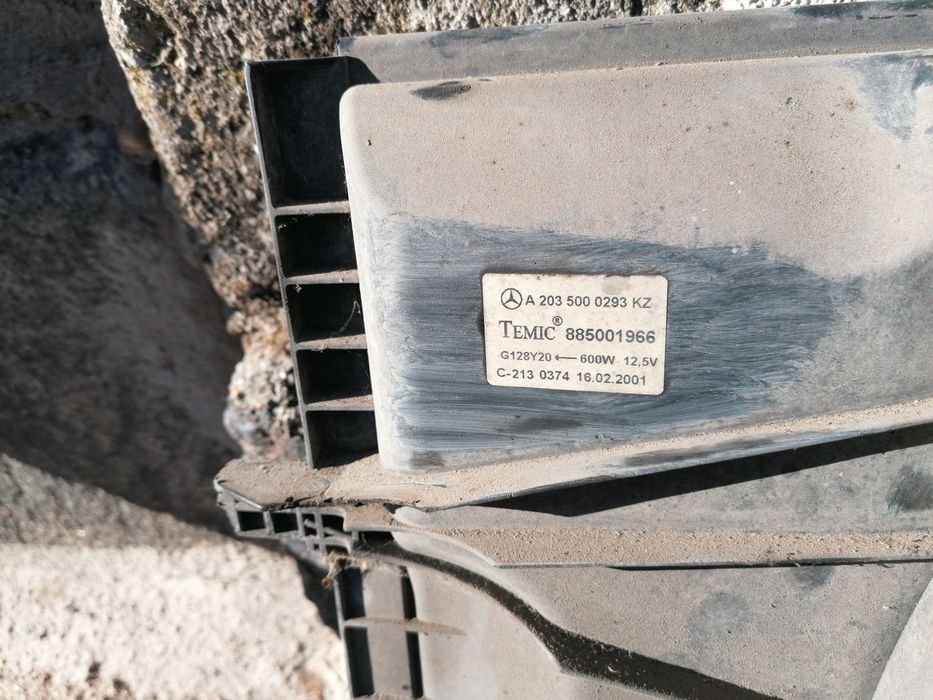 A 203 500 0293 KZ
TEMIC® 885001966
G128Y20 ← 600W 12,5V
C-213 0374 16.02.2001